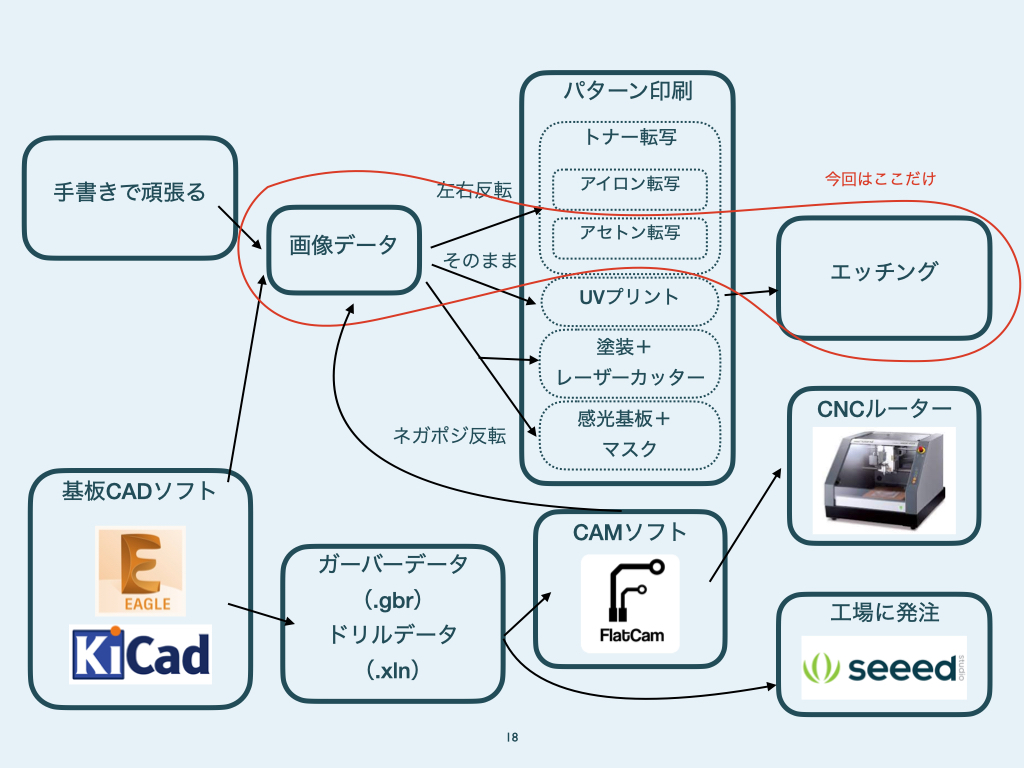 パターン印刷
トナー転写
手書きで頑張る
左右反転
アイロン転写
今回はここだけ
画像データ
アセトン転写
そのまま
エッチング
UVプリント
塗装＋
レーザーカッター
ネガポジ反転
感光基板＋
マスク
CNCルーター
基板CADソフト
EAGLE
KiCad
ガーバーデータ
（.gbr）
ドリルデータ
（.xln）
CAMソフト
FlatCam
工場に発注
seeed
studio
18